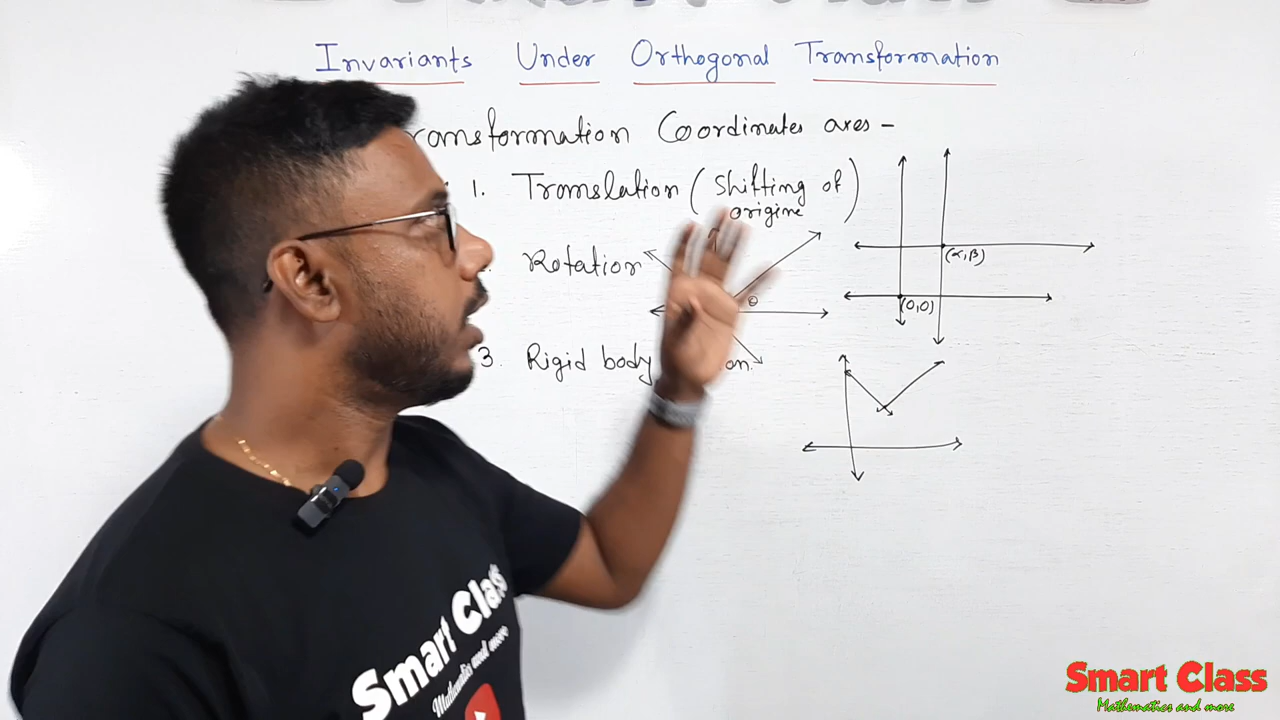 Invariants Under Orthogonal Transformation
ransformation Coordinates axes -
1. Translation (Shifting of
origine)
Rotation
θ
3. Rigid body on.
(α,β)
(0,0)
Smart Class
Mathematics and more
Smart Class
Mathematics and more